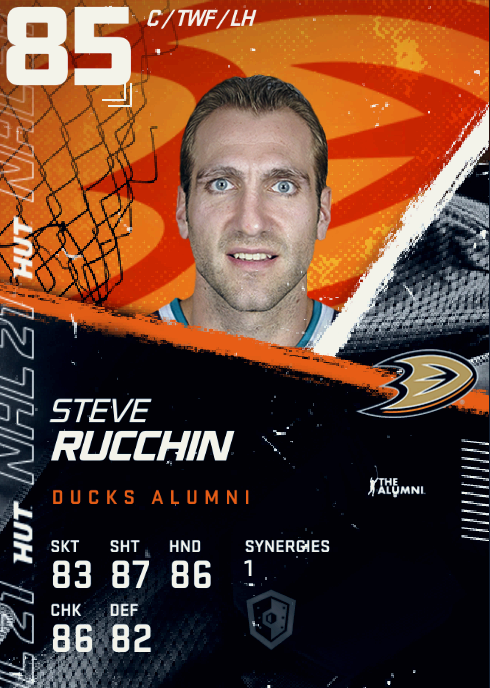 85
C / TWF / LH
NHL 21 HUT NHL
NHL 21 HUT
STEVE
RUCCHIN
DUCKS ALUMNI
THE
ALUMNI
SKT SHT HND SYNERGIES
83 87 86 1
CHK DEF
86 82